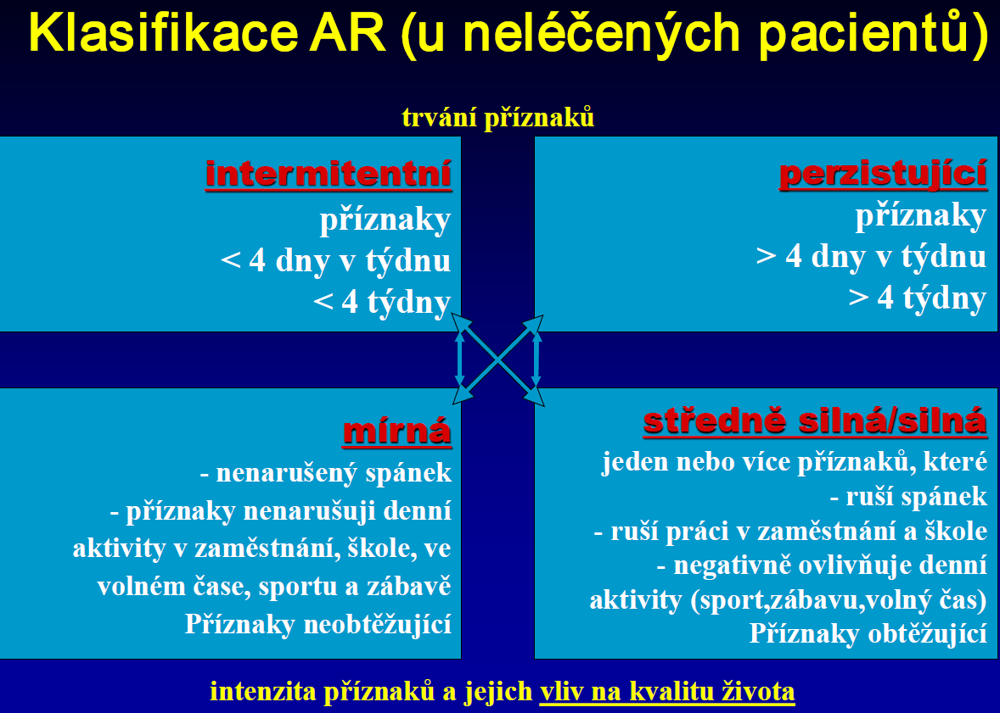 Klasifikace AR (u neléčených pacientů)
trvání příznaků
intermitentní
příznaky
< 4 dny v týdnu
< 4 týdny
perzistující
příznaky
> 4 dny v týdnu
> 4 týdny
mírná
- nenarušený spánek
- příznaky nenarušuji denní
aktivity v zaměstnání, škole, ve
volném čase, sportu a zábavě
Příznaky neobtěžující
středně silná/silná
jeden nebo více příznaků, které
- ruší spánek
- ruší práci v zaměstnání a škole
- negativně ovlivňuje denní
aktivity (sport,zábavu,volný čas)
Příznaky obtěžující
intenzita příznaků a jejich vliv na kvalitu života